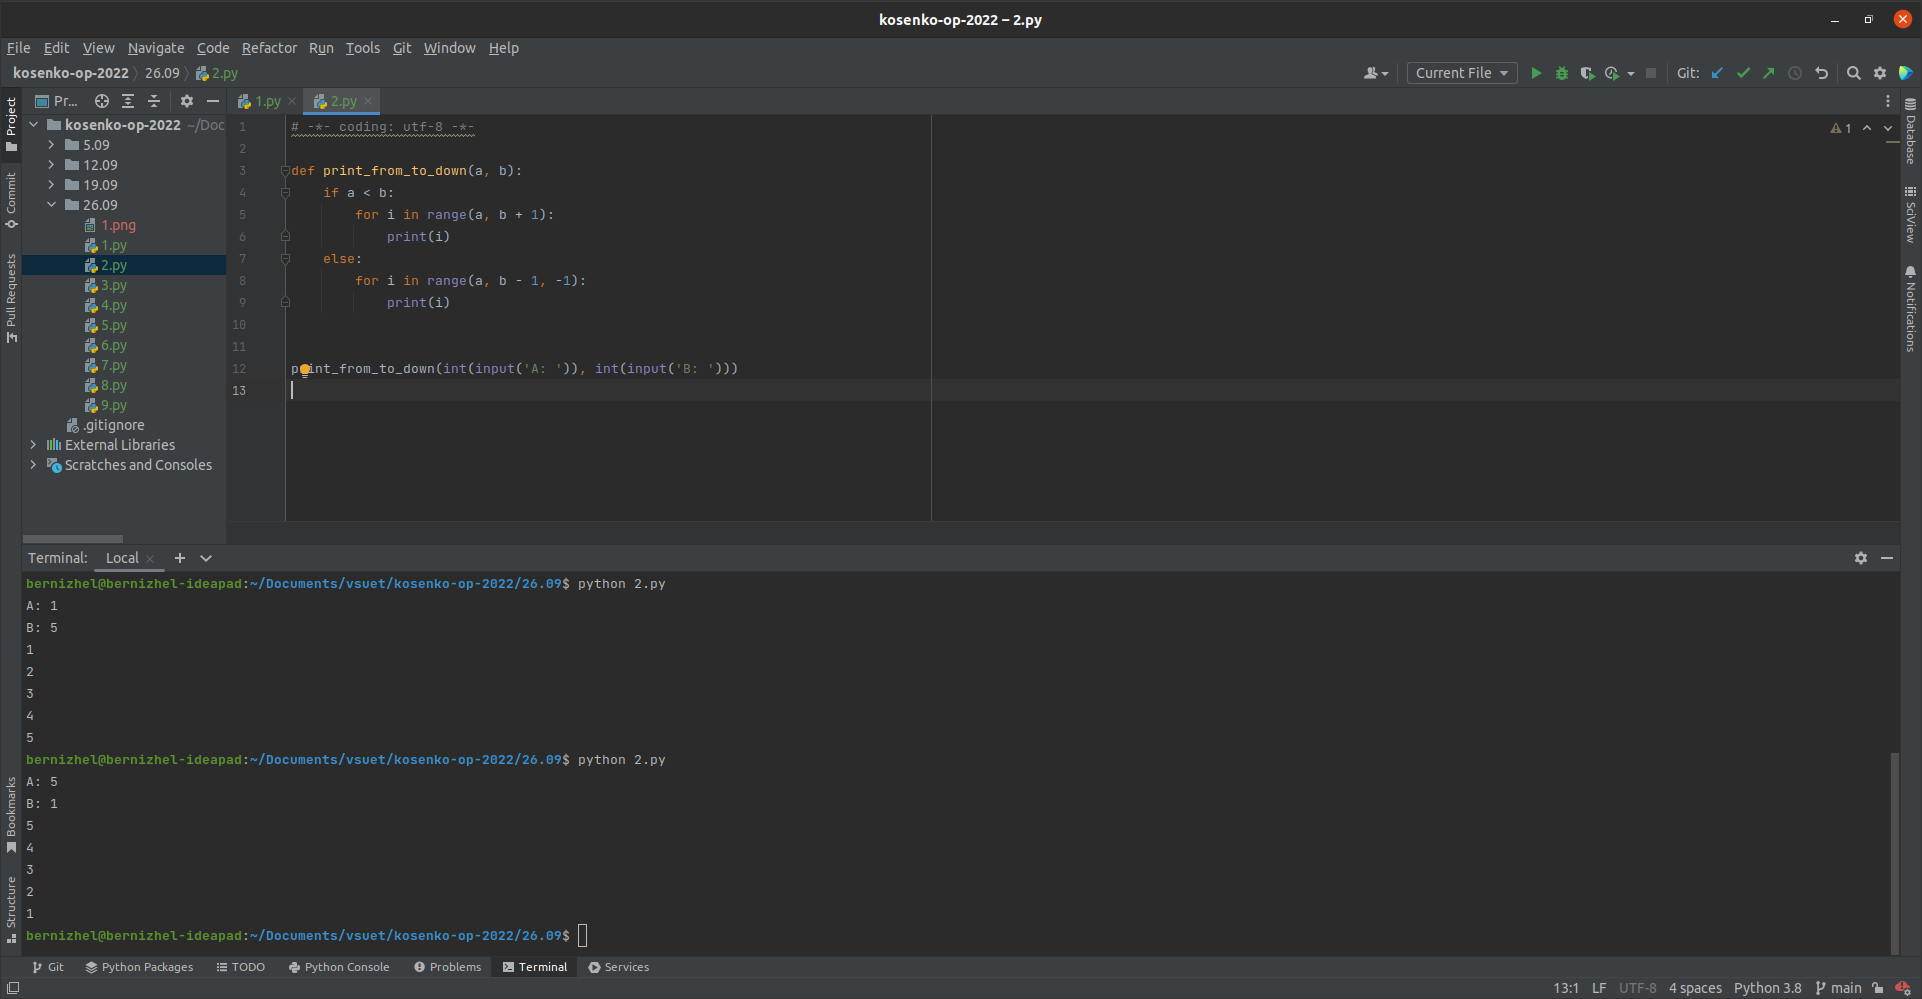 kosenko-op-2022 – 2.py
File Edit View Navigate Code Refactor Run Tools Git Window Help
kosenko-op-2022 26.09 2.py
Current File
Git:
Project
Commit
Pull Requests
Bookmarks
Structure
Pr...
kosenko-op-2022 ~/Doc
5.09
12.09
19.09
26.09
1.png
1.py
2.py
3.py
4.py
5.py
6.py
7.py
8.py
9.py
.gitignore
External Libraries
Scratches and Consoles
1.py 2.py
1 # -*- coding: utf-8 -*-
2
3 def print_from_to_down(a, b):
4 if a < b:
5 for i in range(a, b + 1):
6 print(i)
7 else:
8 for i in range(a, b - 1, -1):
9 print(i)
10
11
12 print_from_to_down(int(input('A: ')), int(input('B: ')))
13
1
Database
SciView
Notifications
Terminal: Local
bernizhel@bernizhel-ideapad:~/Documents/vsuet/kosenko-op-2022/26.09$ python 2.py
A: 1
B: 5
1
2
3
4
5
bernizhel@bernizhel-ideapad:~/Documents/vsuet/kosenko-op-2022/26.09$ python 2.py
A: 5
B: 1
5
4
3
2
1
bernizhel@bernizhel-ideapad:~/Documents/vsuet/kosenko-op-2022/26.09$
Git Python Packages TODO Python Console Problems Terminal Services
13:1 LF UTF-8 4 spaces Python 3.8 main